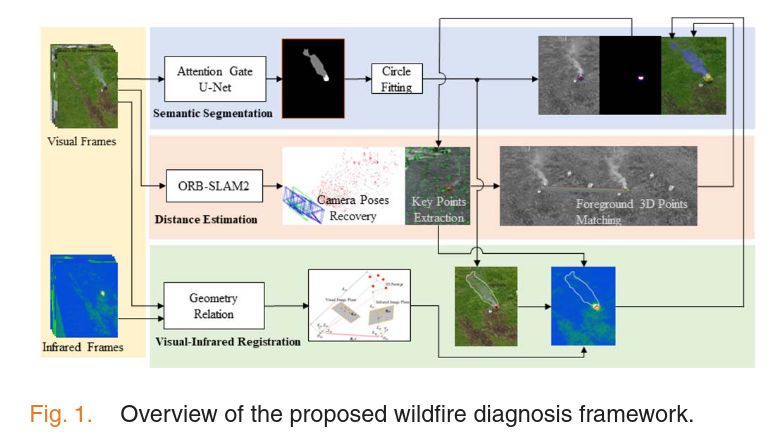 Visual Frames
Infrared Frames
Attention Gate
U-Net
Circle
Fitting
Semantic Segmentation
ORB-SLAM2
Camera Poses
Recovery
Key Points
Extraction
Foreground 3D Points
Matching
Distance Estimation
Geometry
Relation
Visual-Infrared Registration
Visual Image Plane
Infrared Image Plane
Fig. 1. Overview of the proposed wildfire diagnosis framework.